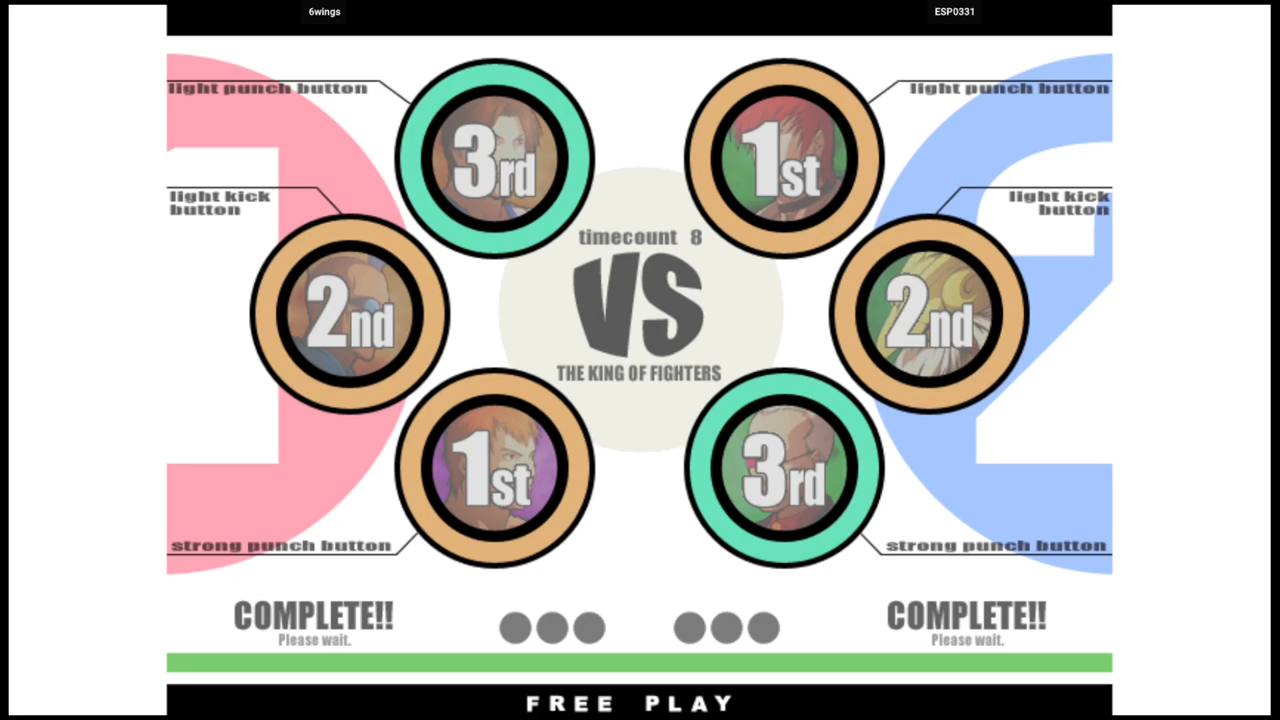 6wings
ESP0331
light punch button
3rd
1st
light punch button
light kick
button
light kick
button
timecount 8
VS
THE KING OF FIGHTERS
2nd
2nd
1st
3rd
strong punch button
strong punch button
COMPLETE!!
Please wait.
COMPLETE!!
Please wait.
FREE PLAY
1
2